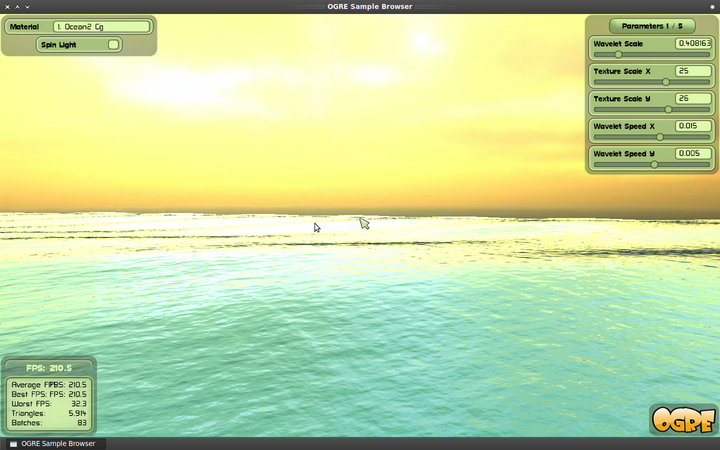 OGRE Sample Browser
Material
1. Ocean2 Cg
Spin Light
Parameters 1 / 5
Wavelet Scale
0.408163
Texture Scale X
25
Texture Scale Y
26
Wavelet Speed X
0.015
Wavelet Speed Y
0.005
FPS: 210.5
Average FPS: 210.5
Best FPS: 210.5
Worst FPS: 32.3
Triangles: 5,914
Batches: 83
OGRE
OGRE Sample Browser